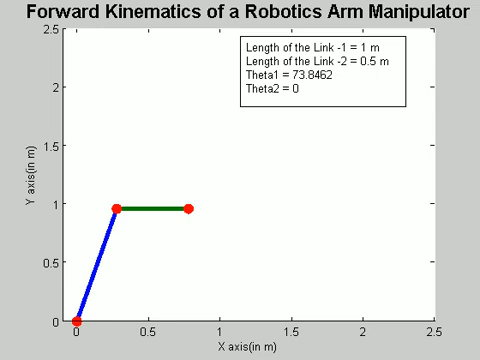 Forward Kinematics of a Robotics Arm Manipulator
2.5
Length of the Link -1 = 1 m
Length of the Link -2 = 0.5 m
Theta1 = 73.8462
Theta2 = 0
2
1.5
Y axis(in m)
1
0.5
0
0 0.5 1 1.5 2 2.5
X axis(in m)